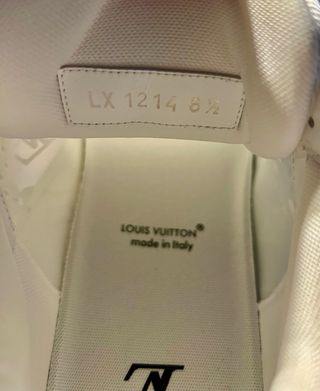 LX 1214 8½
LOUIS VUITTON®
made in Italy